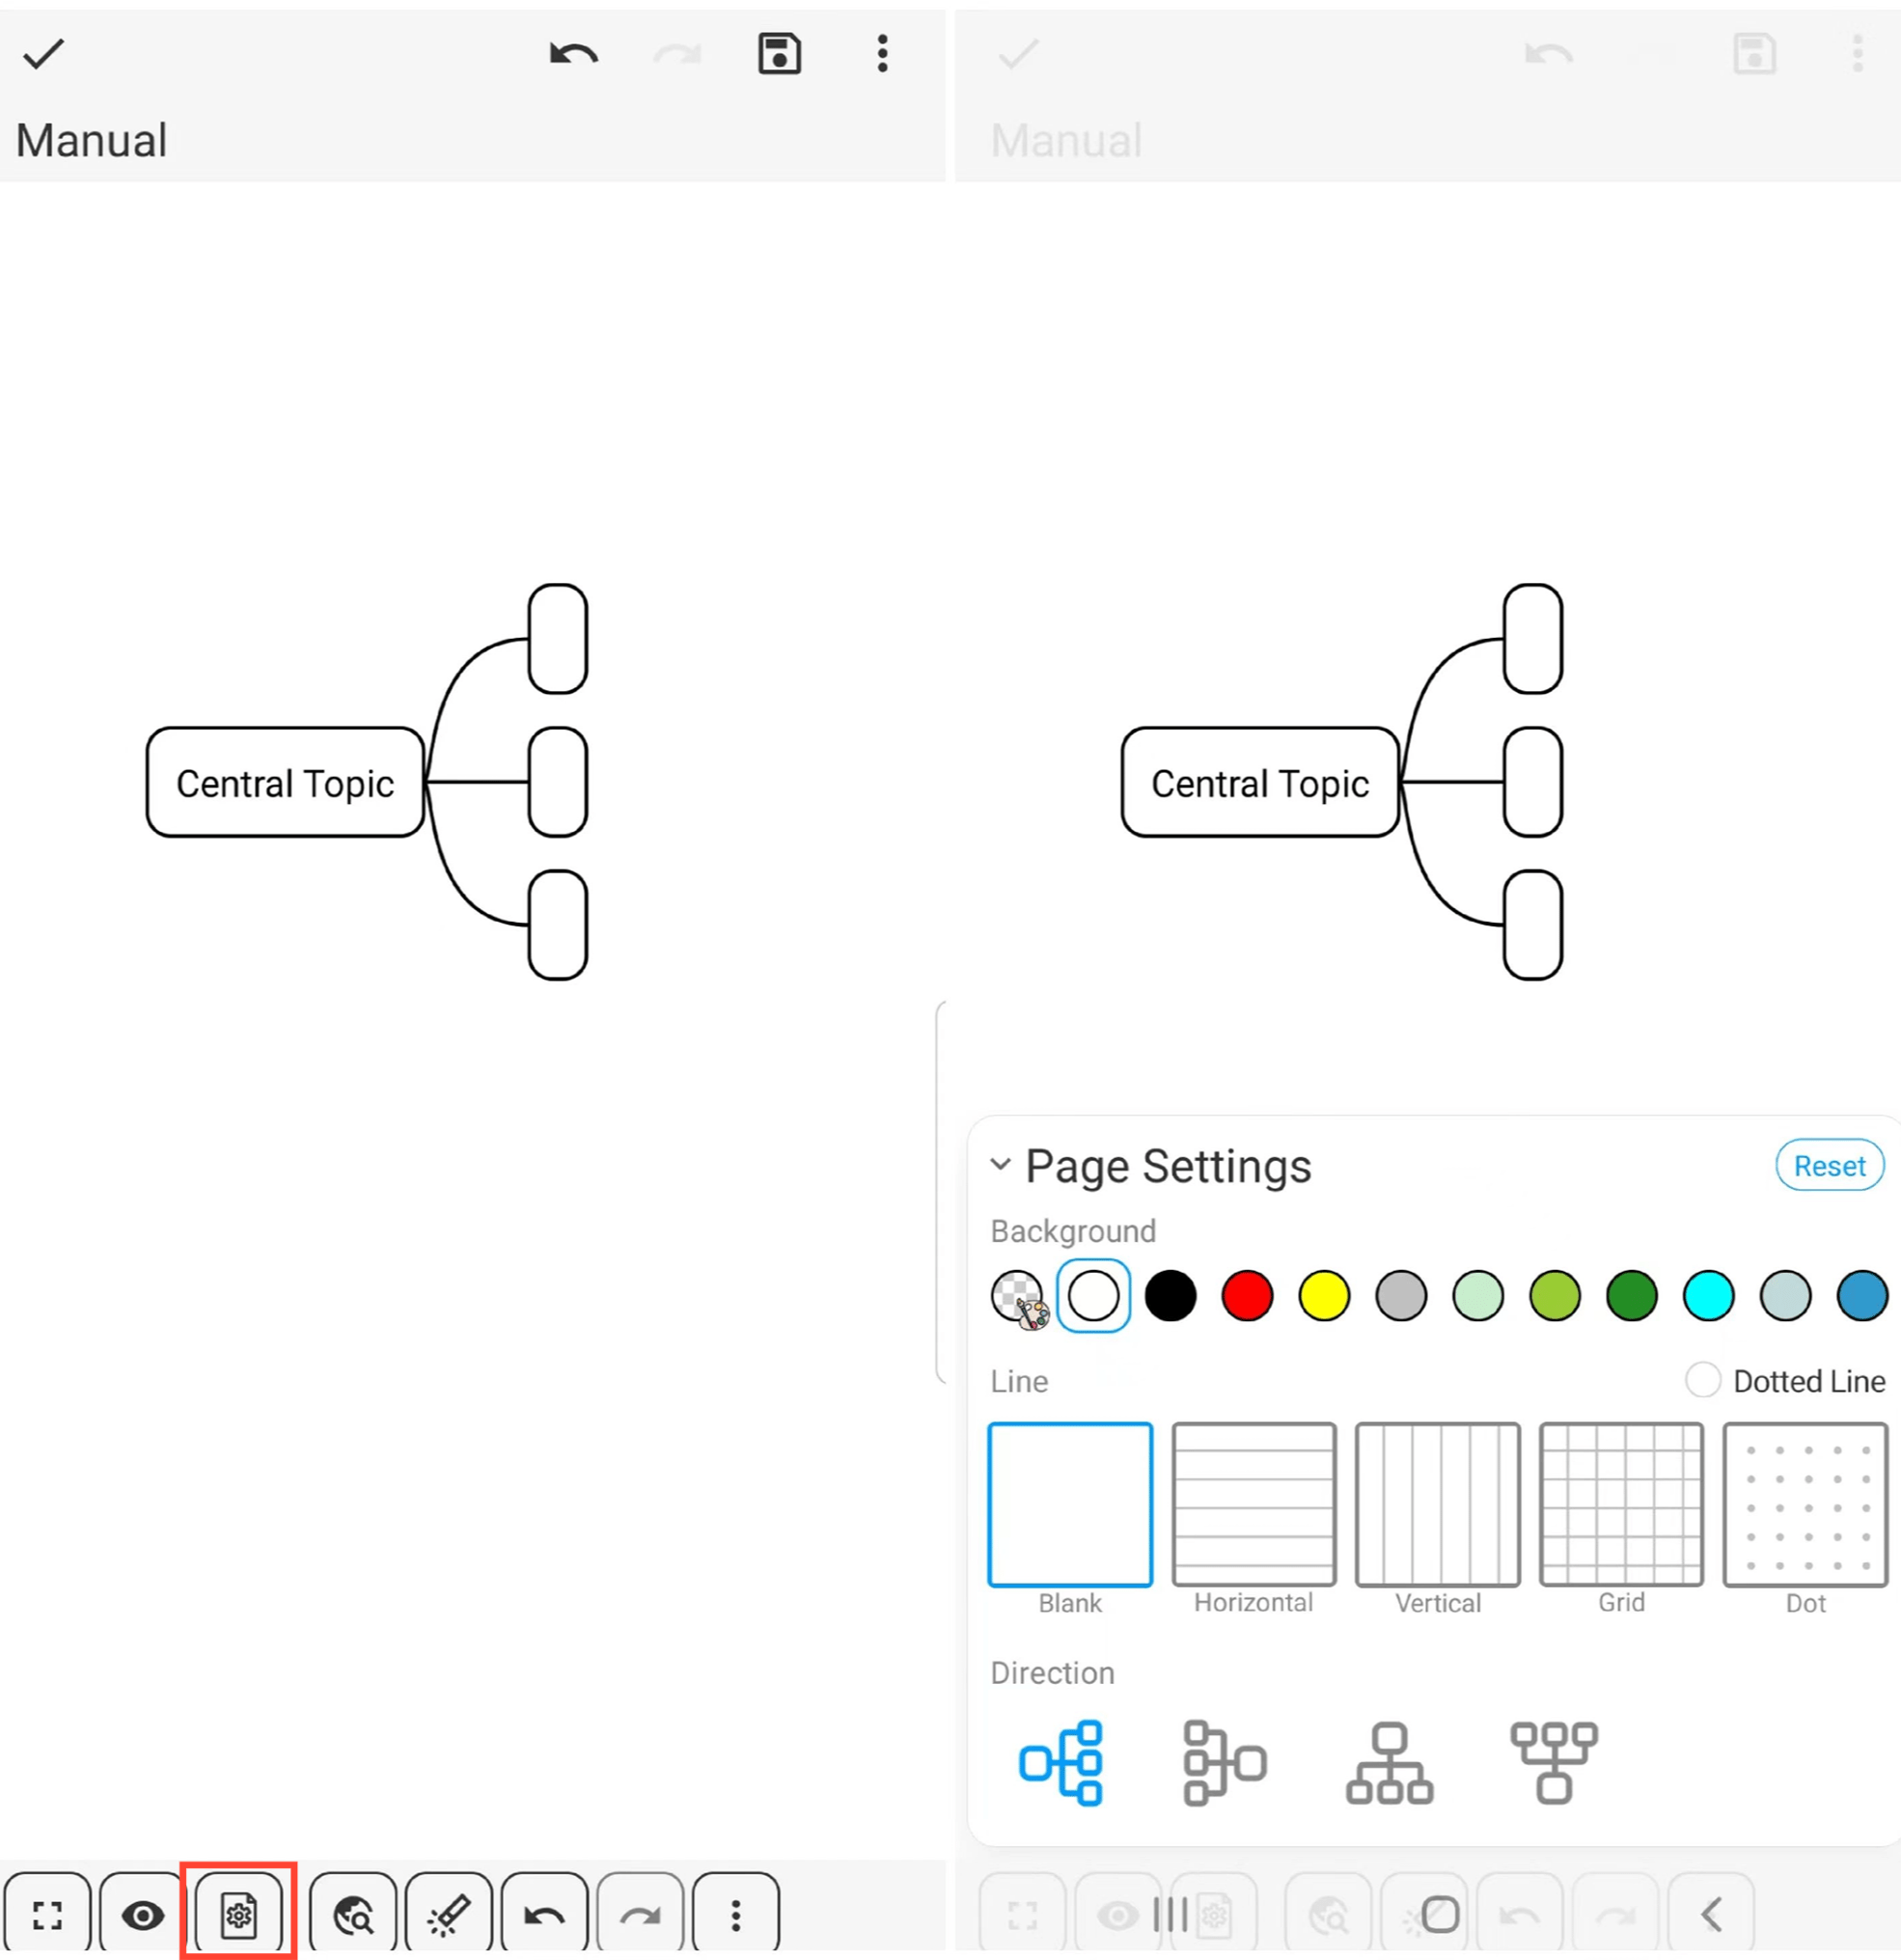 Manual
Central Topic
Manual
Central Topic
Page Settings
Reset
Background
Line
Dotted Line
Blank
Horizontal
Vertical
Grid
Dot
Direction